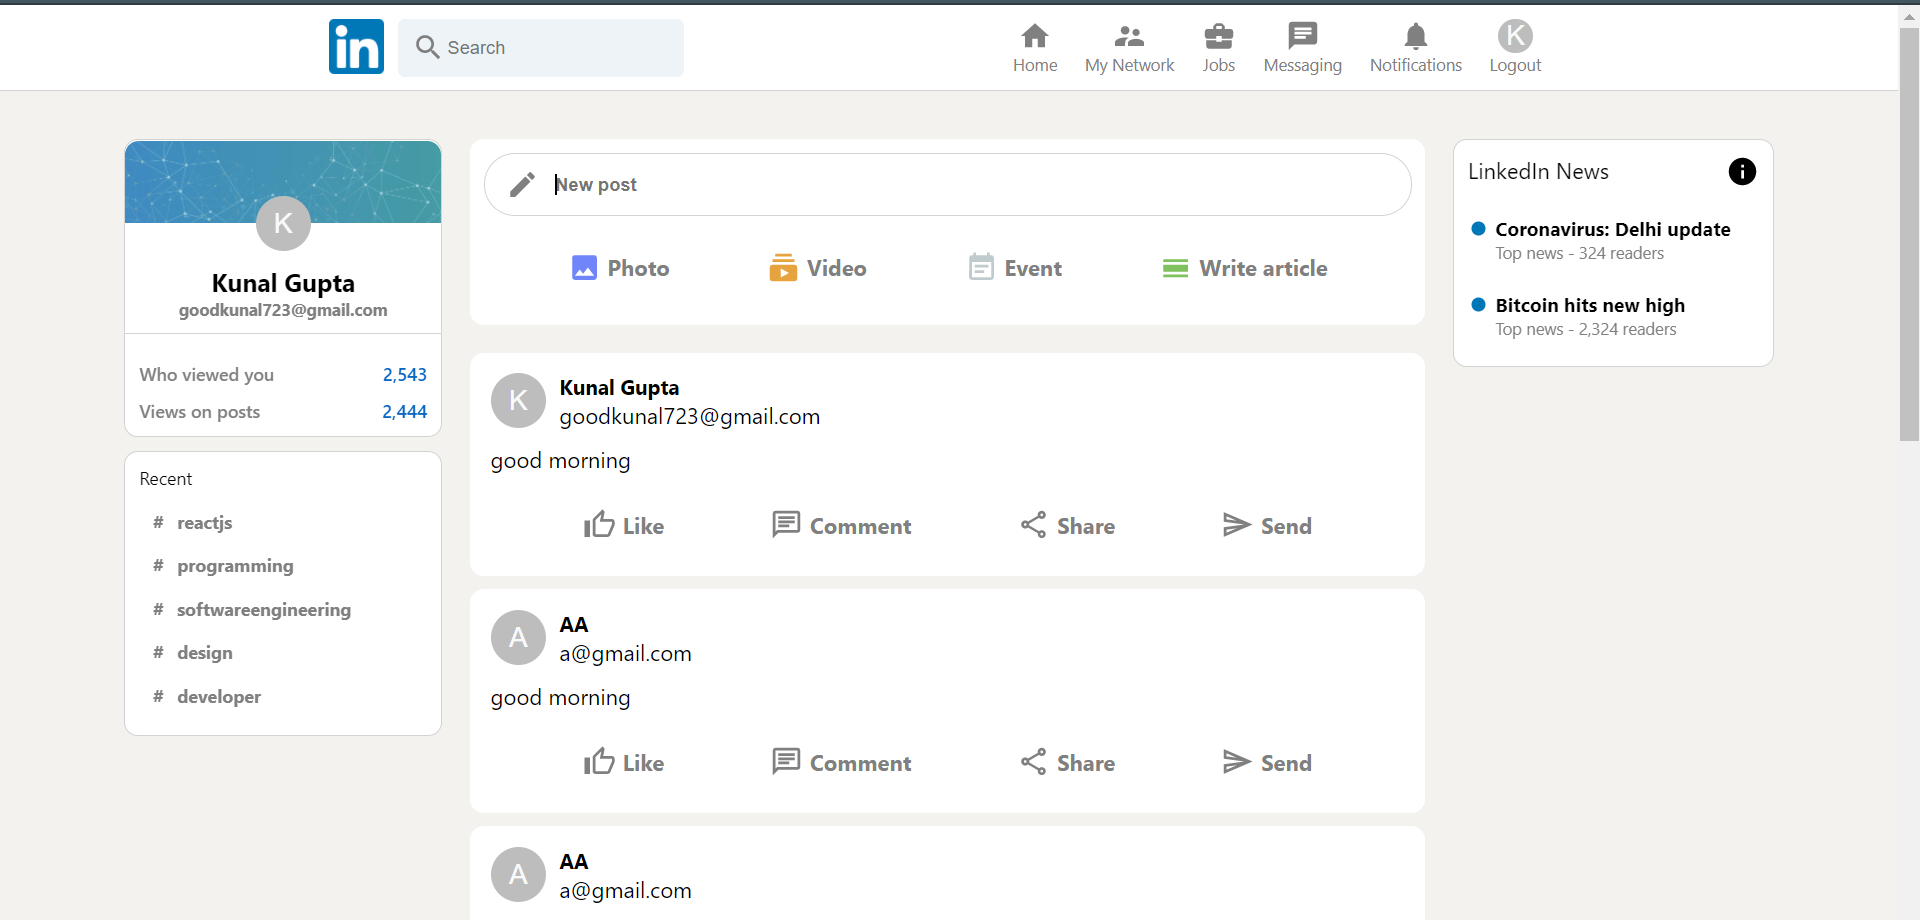 in
Search
Home
My Network
Jobs
Messaging
Notifications
K
Logout
K
Kunal Gupta
goodkunal723@gmail.com
Who viewed you 2,543
Views on posts 2,444
Recent
# reactjs
# programming
# softwareengineering
# design
# developer
New post
Photo Video Event Write article
K
Kunal Gupta
goodkunal723@gmail.com
good morning
Like Comment Share Send
A
AA
a@gmail.com
good morning
Like Comment Share Send
A
AA
a@gmail.com
LinkedIn News
Coronavirus: Delhi update
Top news - 324 readers
Bitcoin hits new high
Top news - 2,324 readers